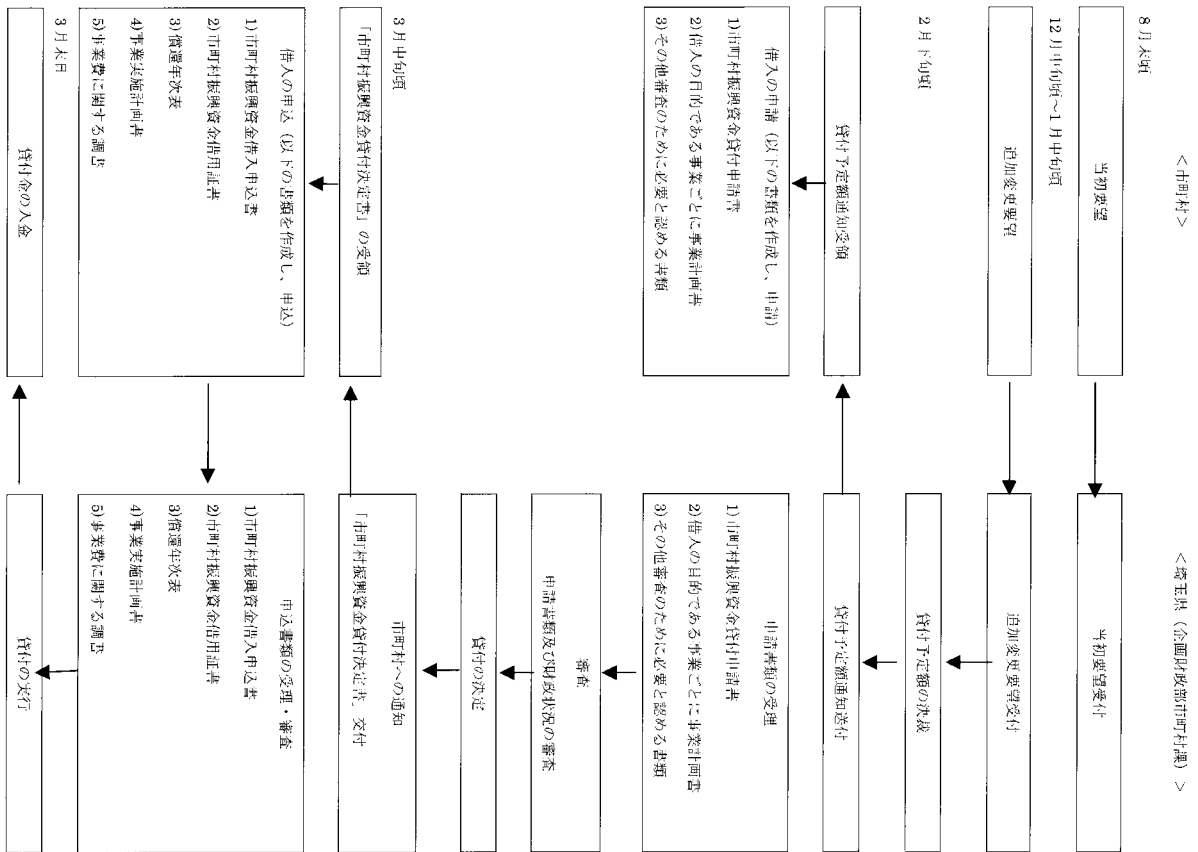 ＜市町村＞
＜埼玉県（企画財政部市町村課）＞
8月末頃
当初要望
当初要望受付
12月中旬頃～1月中旬頃
追加変更要望
追加変更要望受付
貸付予定額の決裁
2月下旬頃
貸付予定額通知受領
貸付予定額通知送付
借入の申請（以下の書類を作成し、申請）
1)市町村振興資金貸付申請書
2)借入の目的である事業ごとに事業計画書
3)その他審査のために必要と認める書類
申請書類の受理
1)市町村振興資金貸付申請書
2)借入の目的である事業ごとに事業計画書
3)その他審査のために必要と認める書類
審査
申請書類及び財政状況の審査
貸付の決定
3月中旬頃
「市町村振興資金貸付決定書」の受領
市町村への通知
「市町村振興資金貸付決定書」交付
借入の申込（以下の書類を作成し、申込）
1)市町村振興資金借入申込書
2)市町村振興資金借用証書
3)償還年次表
4)事業実施計画書
5)事業費に関する調書
申込書類の受理・審査
1)市町村振興資金借入申込書
2)市町村振興資金借用証書
3)償還年次表
4)事業実施計画書
5)事業費に関する調書
3月末日
貸付金の入金
貸付の実行